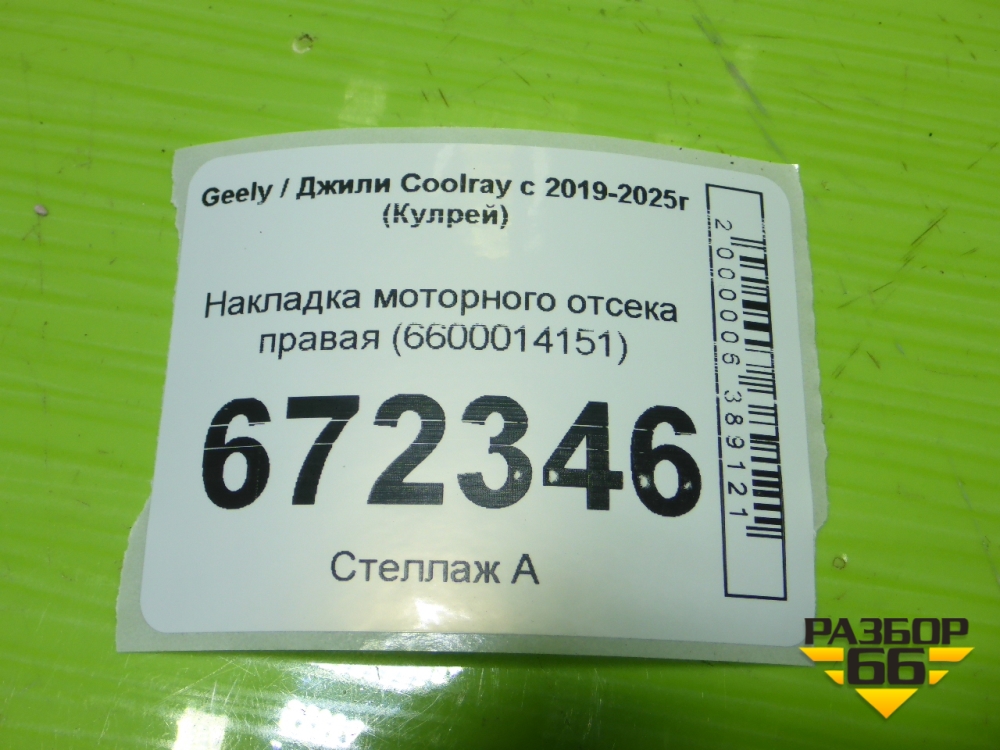 Geely / Джили Coolray с 2019-2025г
(Кулрей)
Накладка моторного отсека
правая (6600014151)
672346
Стеллаж А
2000006389121
РАЗБОР
66